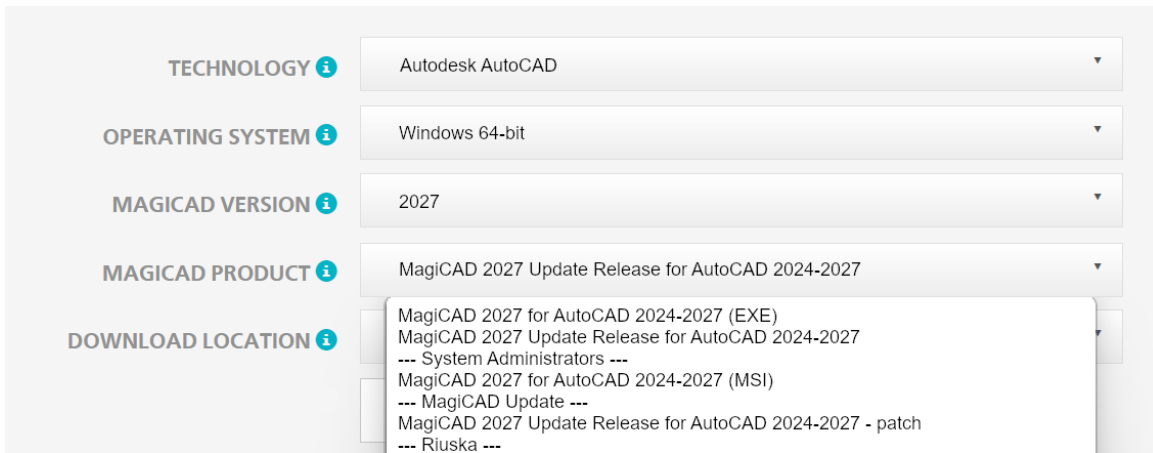 TECHNOLOGY
Autodesk AutoCAD
OPERATING SYSTEM
Windows 64-bit
MAGICAD VERSION
2027
MAGICAD PRODUCT
MagiCAD 2027 Update Release for AutoCAD 2024-2027
DOWNLOAD LOCATION
MagiCAD 2027 for AutoCAD 2024-2027 (EXE)
MagiCAD 2027 Update Release for AutoCAD 2024-2027
--- System Administrators ---
MagiCAD 2027 for AutoCAD 2024-2027 (MSI)
--- MagiCAD Update ---
MagiCAD 2027 Update Release for AutoCAD 2024-2027 - patch
--- Riuska ---